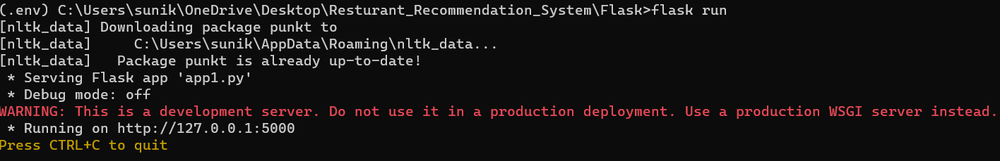 (.env) C:\Users\sunik\OneDrive\Desktop\Resturant_Recommendation_System\Flask>flask run
[nltk_data] Downloading package punkt to
[nltk_data]     C:\Users\sunik\AppData\Roaming\nltk_data...
[nltk_data]   Package punkt is already up-to-date!
 * Serving Flask app 'app1.py'
 * Debug mode: off
WARNING: This is a development server. Do not use it in a production deployment. Use a production WSGI server instead.
 * Running on http://127.0.0.1:5000
Press CTRL+C to quit